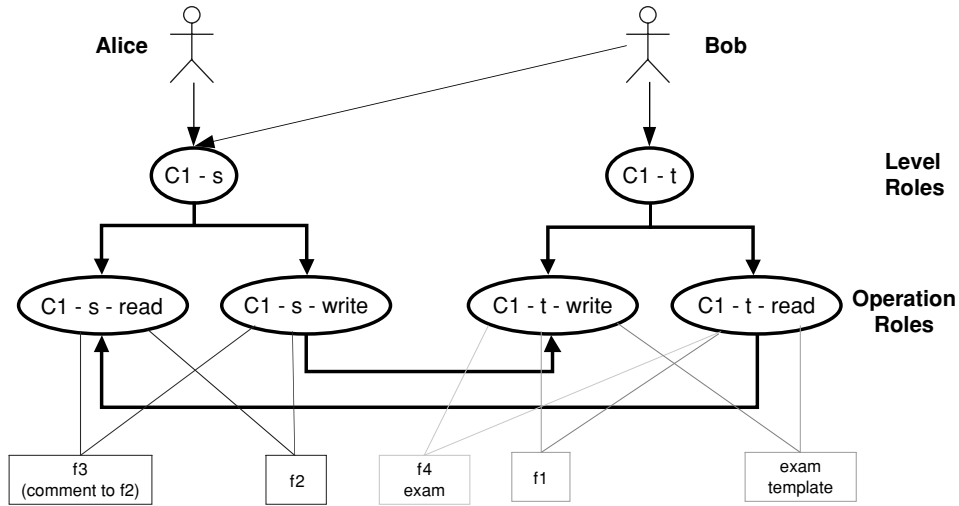 Alice
Bob
C1 - s
C1 - t
Level
Roles
C1 - s - read
C1 - s - write
C1 - t - write
C1 - t - read
Operation
Roles
f3
(comment to f2)
f2
f4
exam
f1
exam
template